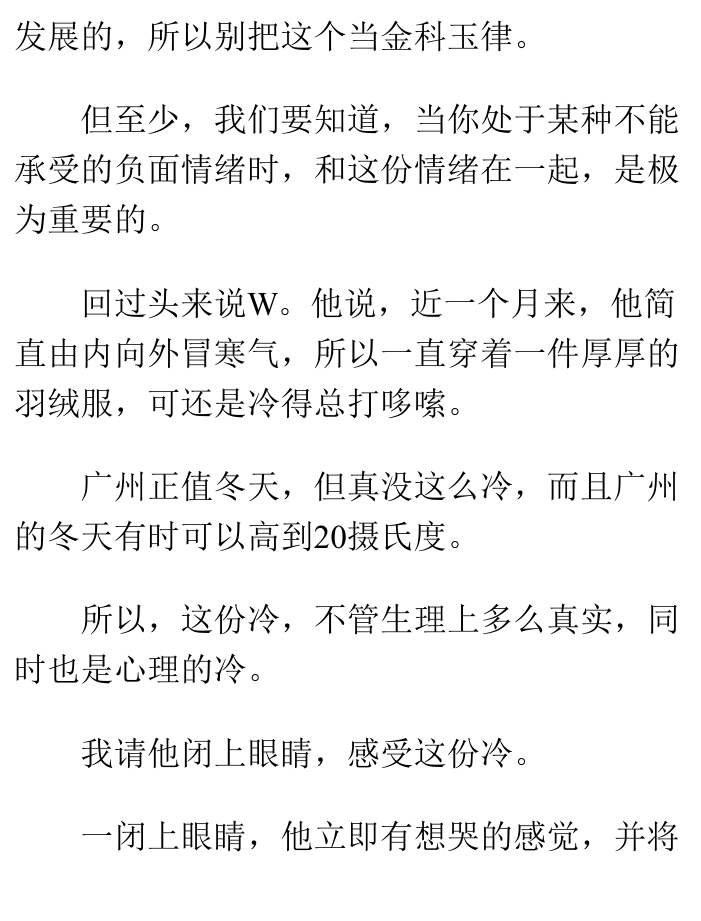 发展的，所以别把这个当金科玉律。
但至少，我们要知道，当你处于某种不能
承受的负面情绪时，和这份情绪在一起，是极
为重要的。
回过头来说W。他说，近一个月来，他简
直由内向外冒寒气，所以一直穿着一件厚厚的
羽绒服，可还是冷得总打哆嗦。
广州正值冬天，但真没这么冷，而且广州
的冬天有时可以高到20摄氏度。
所以，这份冷，不管生理上多么真实，同
时也是心理的冷。
我请他闭上眼睛，感受这份冷。
一闭上眼睛，他立即有想哭的感觉，并将